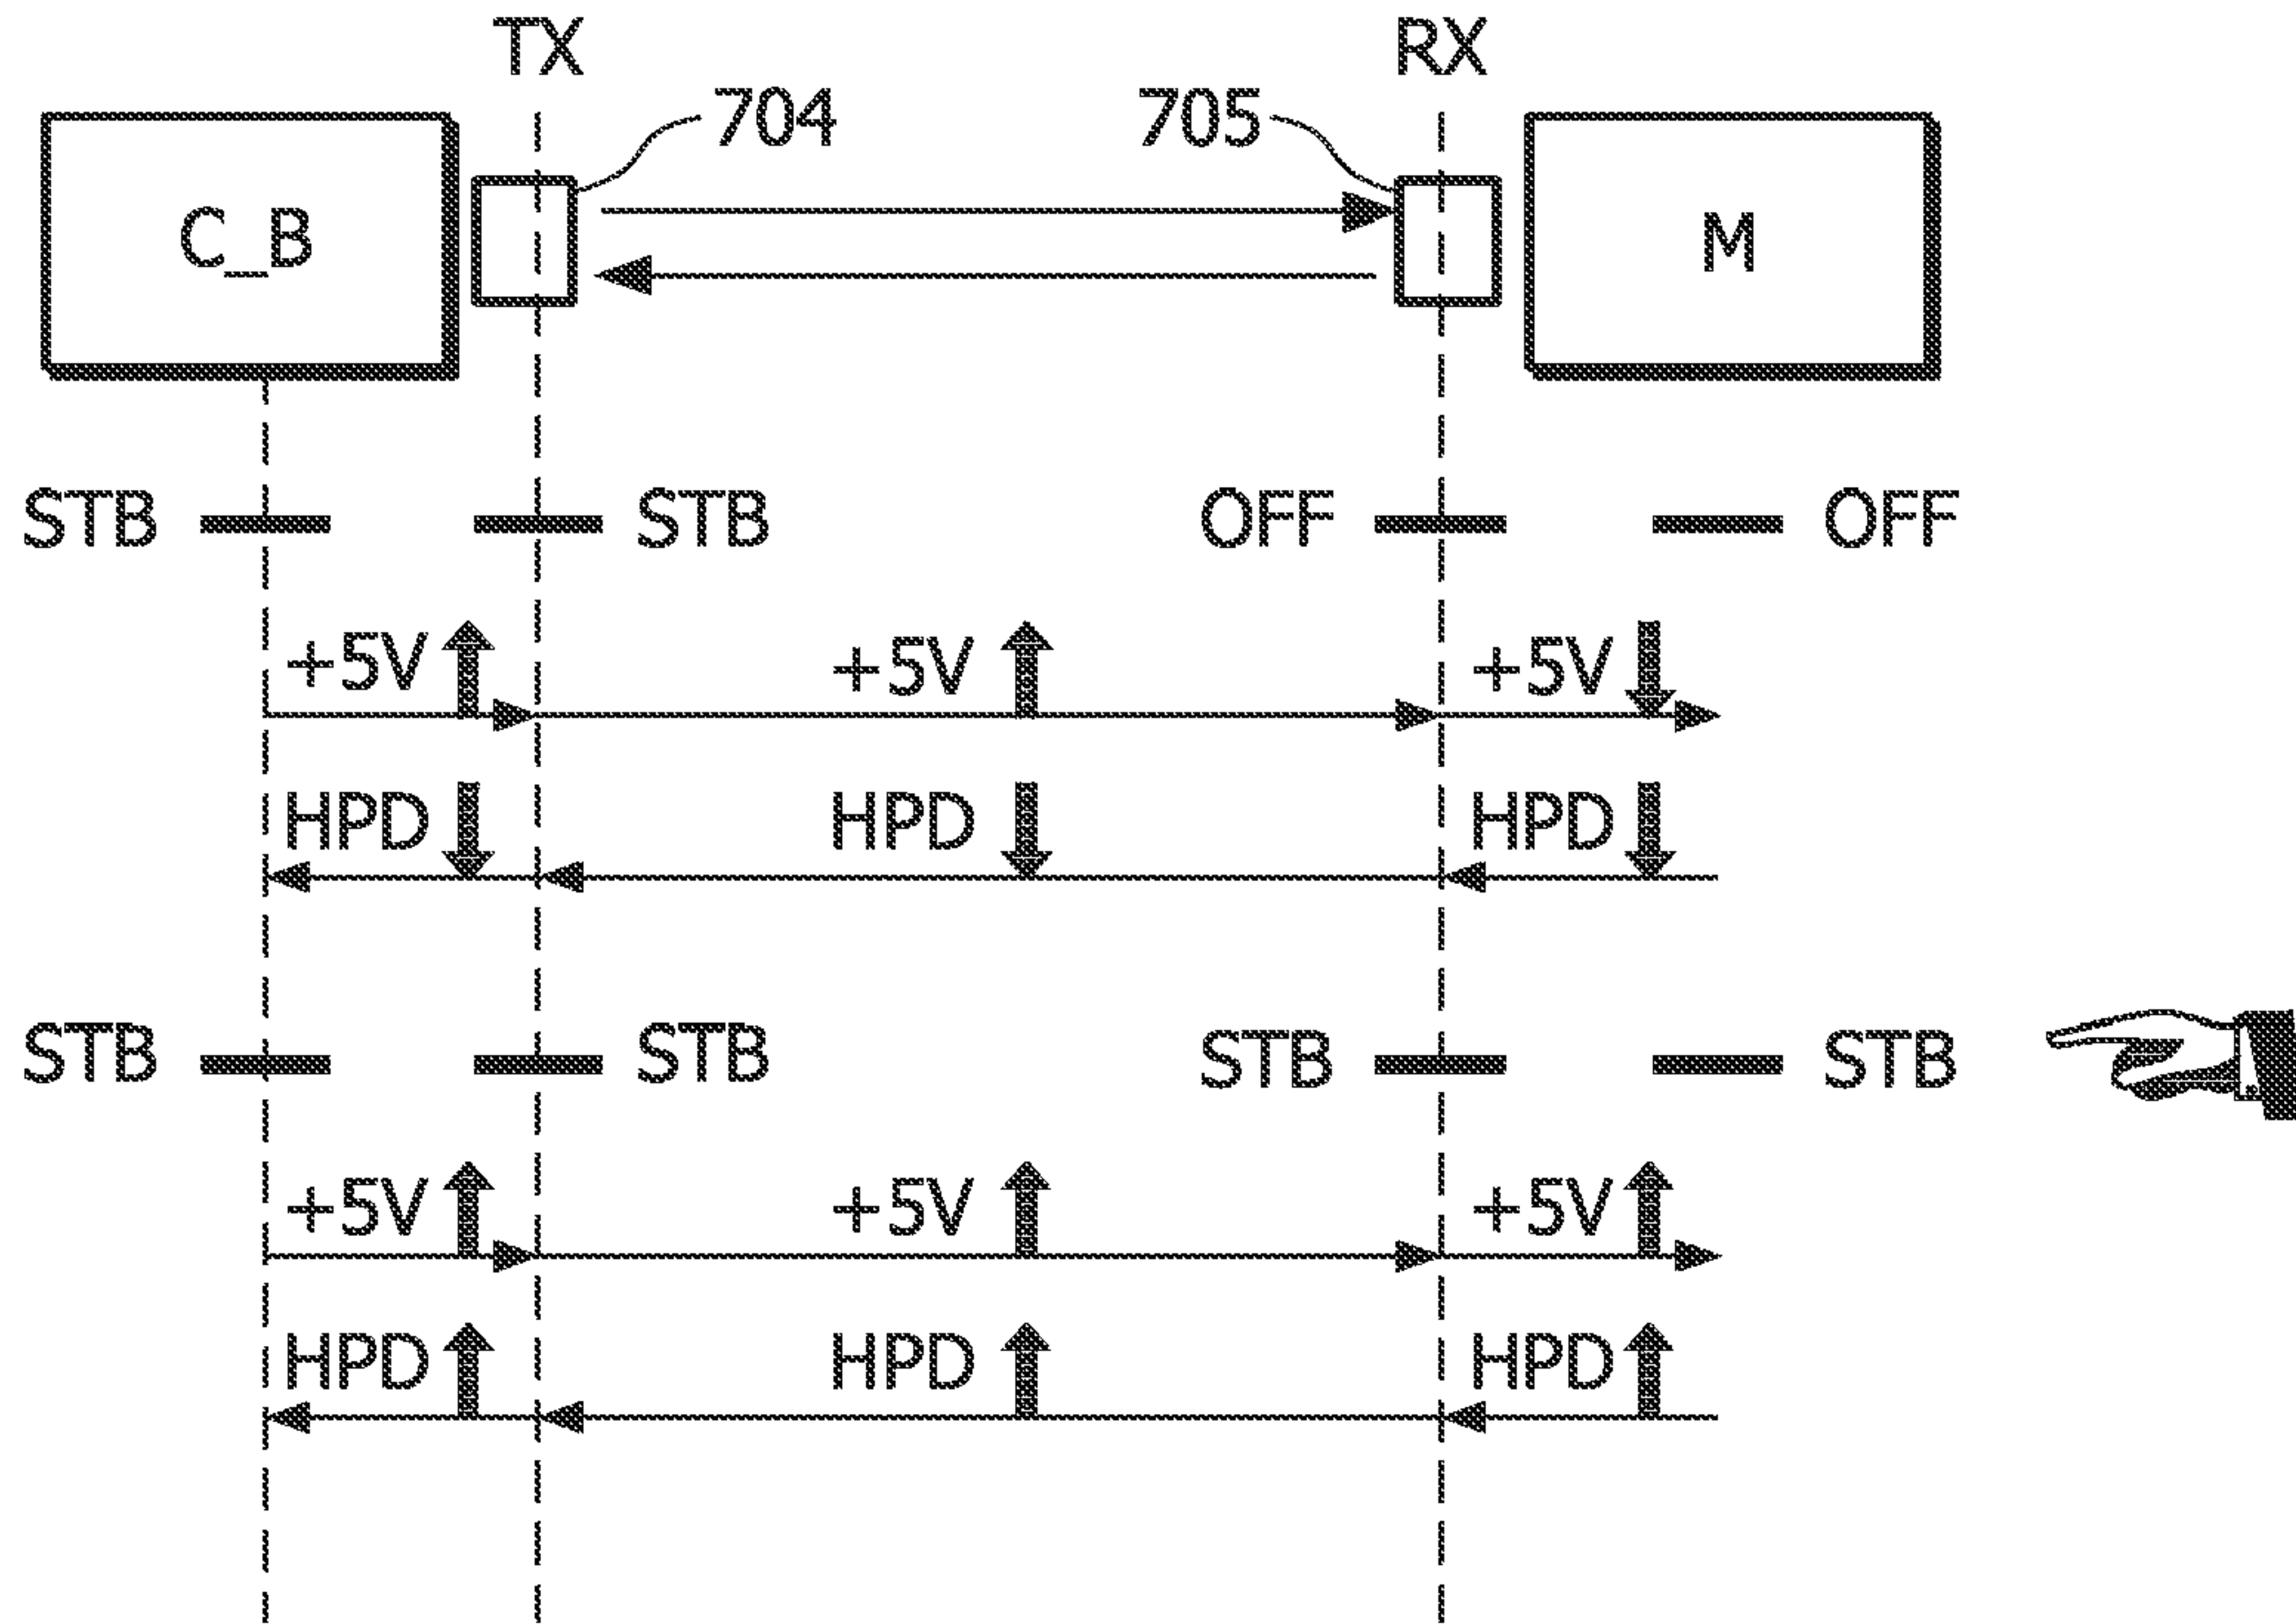 TX RX
704 705
C_B M
STB STB OFF OFF
+5V +5V +5V
HPD HPD HPD
STB STB STB STB
+5V +5V +5V
HPD HPD HPD